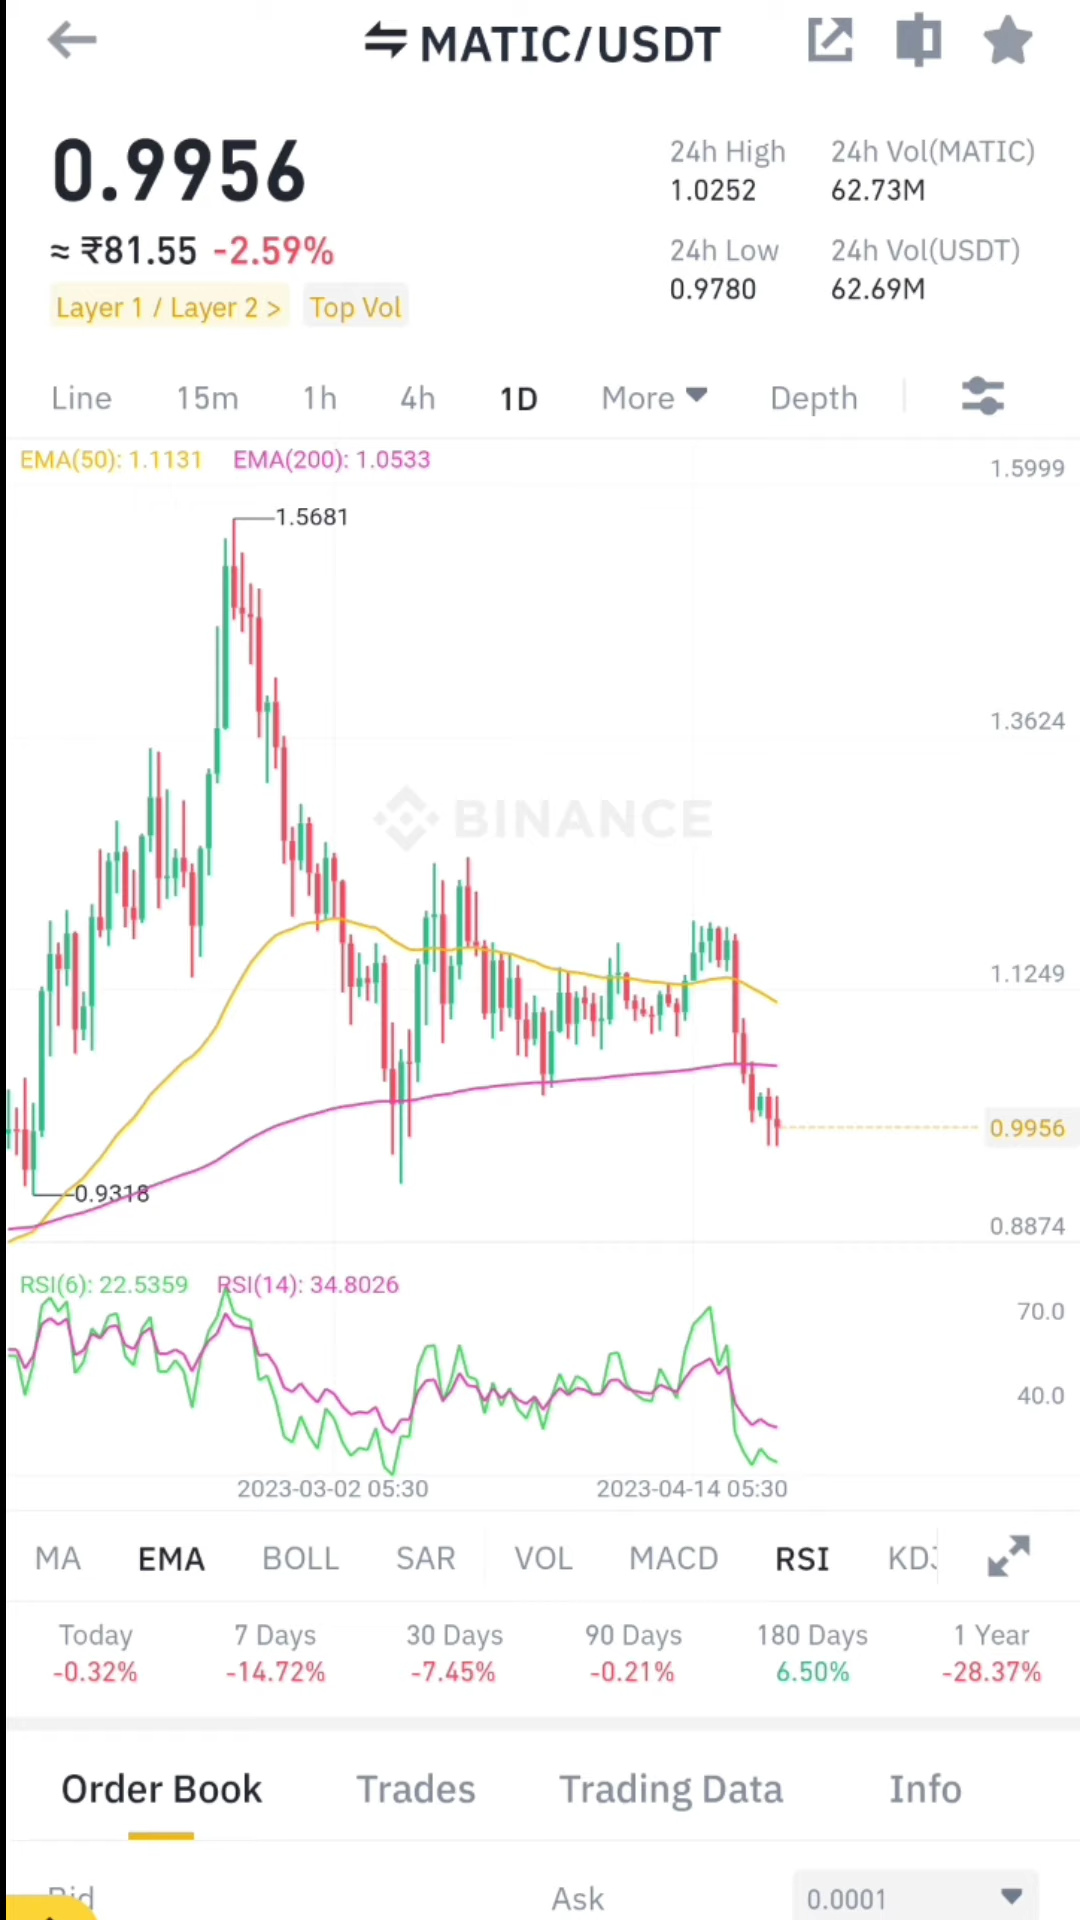 MATIC/USDT
0.9956
≈ ₹81.55 -2.59%
Layer 1 / Layer 2 > Top Vol
24h High
1.0252
24h Vol(MATIC)
62.73M
24h Low
0.9780
24h Vol(USDT)
62.69M
Line 15m 1h 4h 1D More Depth
EMA(50): 1.1131 EMA(200): 1.0533
1.5999
1.5681
1.3624
BINANCE
1.1249
0.9956
0.9318
0.8874
RSI(6): 22.5359 RSI(14): 34.8026
70.0
40.0
2023-03-02 05:30 2023-04-14 05:30
MA EMA BOLL SAR VOL MACD RSI KDJ
Today 7 Days 30 Days 90 Days 180 Days 1 Year
-0.32% -14.72% -7.45% -0.21% 6.50% -28.37%
Order Book Trades Trading Data Info
Bid Ask 0.0001